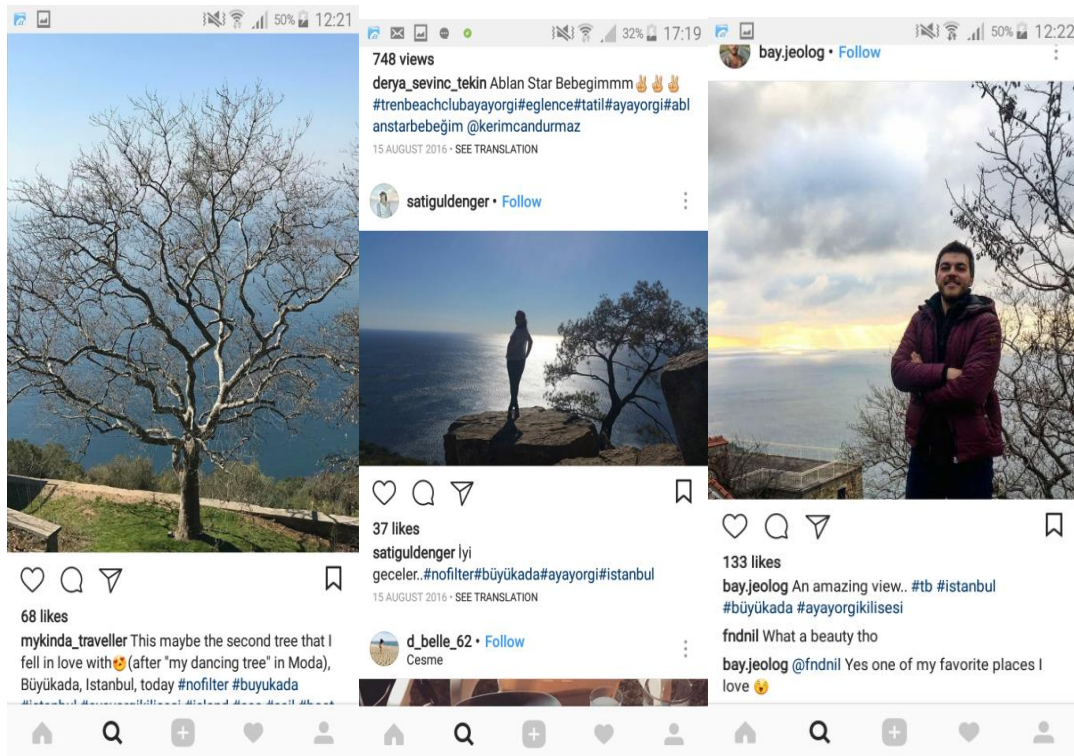 50% 12:21
68 likes
mykinda_traveller This maybe the second tree that I
fell in love with😍(after "my dancing tree" in Moda),
Büyükada, Istanbul, today #nofilter #buyukada
32% 17:19
748 views
derya_sevinc_tekin Ablan Star Bebegimmm✌✌✌
#trenbeachclubayayorgi#eglence#tatil#ayayorgi#abl
anstarbebeğim @kerimcandurmaz
15 AUGUST 2016 • SEE TRANSLATION
satiguldenger • Follow
37 likes
satiguldenger İyi
geceler..#nofilter#büyükada#ayayorgi#istanbul
15 AUGUST 2016 • SEE TRANSLATION
d_belle_62 • Follow
Cesme
50% 12:22
bay.jeolog • Follow
133 likes
bay.jeolog An amazing view.. #tb #istanbul
#büyükada #ayayorgikilisesi
fndnil What a beauty tho
bay.jeolog @fndnil Yes one of my favorite places I
love 😵